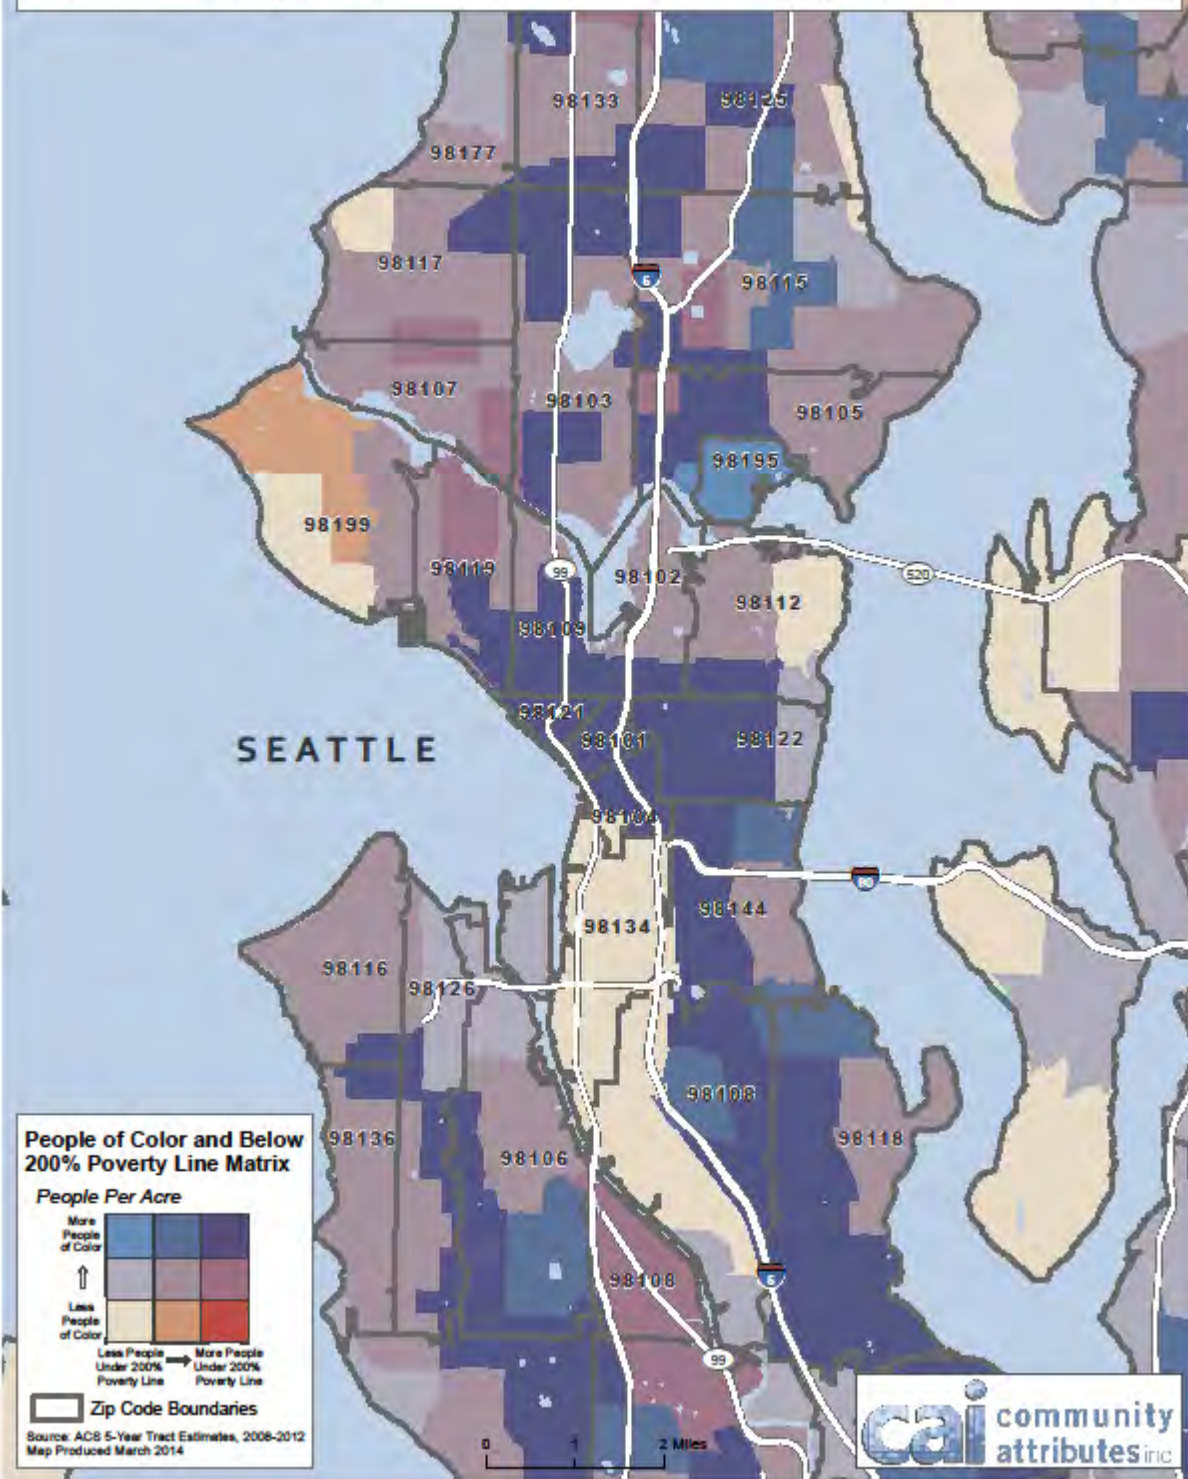 98133
98125
98177
98117
5
98115
98107
98103
98105
98195
98199
98119
99
98102
520
98112
98109
98121
98101
98122
SEATTLE
98104
90
98144
98134
98116
98126
98108
98136
98118
98106
98108
5
99
People of Color and Below
200% Poverty Line Matrix
People Per Acre
More
People
of Color
Less
People
of Color
Less People
Under 200%
Poverty Line
More People
Under 200%
Poverty Line
Zip Code Boundaries
Source: ACS 5-Year Tract Estimates, 2008-2012
Map Produced March 2014
0 1 2 Miles
cai community
attributes inc